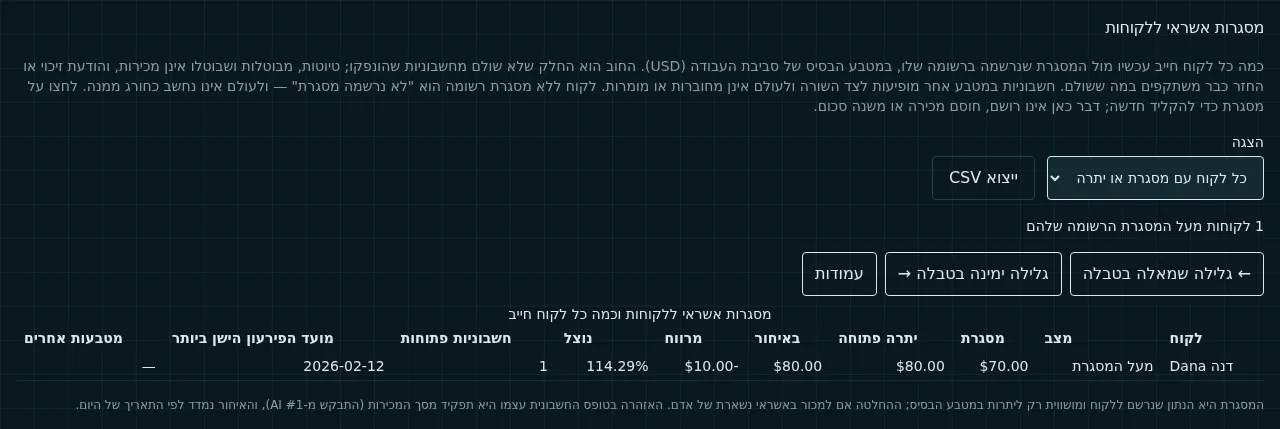 מסגרות אשראי ללקוחות
כמה כל לקוח חייב עכשיו מול המסגרת שנרשמה ברשומה שלו, במטבע הבסיס של סביבת העבודה (USD). החוב הוא החלק שלא שולם מחשבוניות שהונפקו; טיוטות, מבוטלות ושבוטלו אינן מכירות, והודעת זיכוי או
החזר כבר משתקפים במה ששולם. חשבוניות במטבע אחר מופיעות לצד השורה ולעולם אינן מחוברות או מומרות. לקוח ללא מסגרת רשומה הוא "לא נרשמה מסגרת" — ולעולם אינו נחשב כחורג ממנה. לחצו על
מסגרת כדי להקליד חדשה; דבר כאן אינו רושם, חוסם מכירה או משנה סכום.
הצגה
כל לקוח עם מסגרת או יתרה
ייצוא CSV
1 לקוחות מעל המסגרת הרשומה שלהם
← גלילה שמאלה בטבלה
גלילה ימינה בטבלה →
עמודות
מסגרות אשראי ללקוחות וכמה כל לקוח חייב
לקוח מצב מסגרת יתרה פתוחה באיחור מרווח נוצל חשבוניות פתוחות מועד הפירעון הישן ביותר מטבעות אחרים
דנה Dana מעל המסגרת $70.00 $80.00 $80.00 $10.00- 114.29% 1 2026-02-12 —
המסגרת היא הנתון שנרשם ללקוח ומושווית רק ליתרות במטבע הבסיס; ההחלטה אם למכור באשראי נשארת של אדם. האזהרה בטופס החשבונית עצמו היא תפקיד מסך המכירות (התבקש מ-AI #1), והאיחור נמדד לפי התאריך של היום.